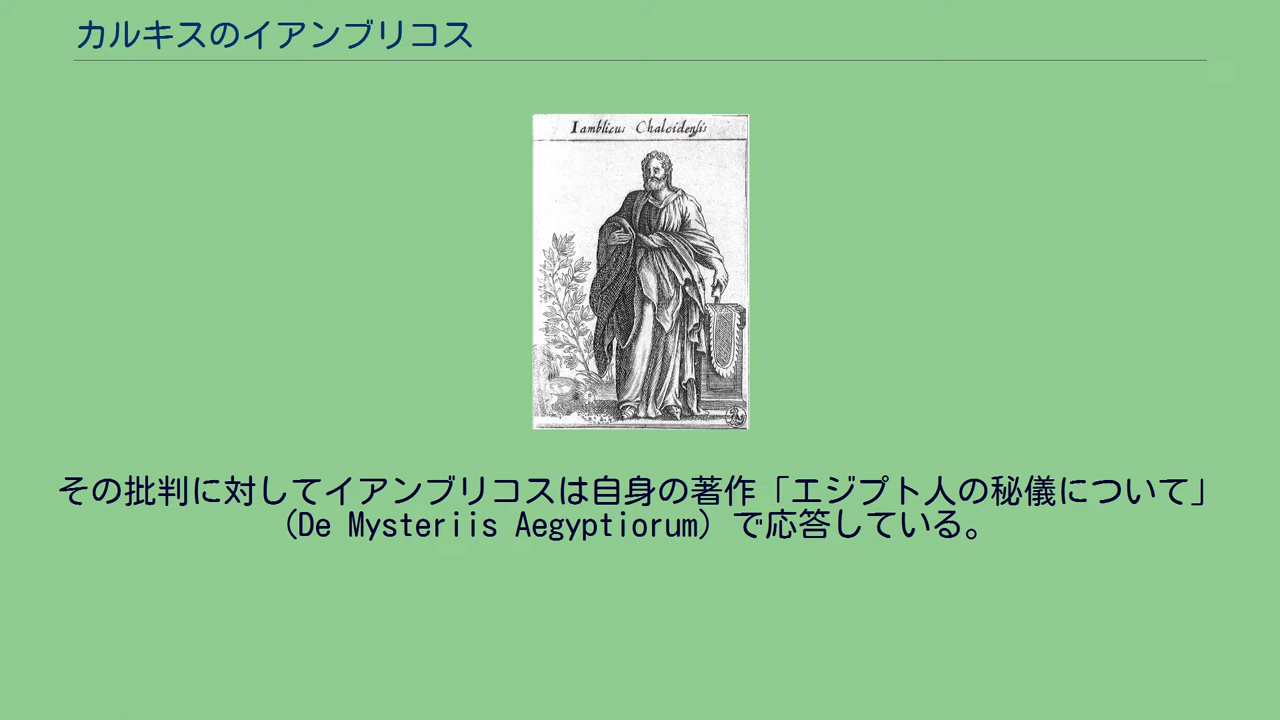 カルキスのイアンブリコス
Iamblicus Chalcidensis
その批判に対してイアンブリコスは自身の著作「エジプト人の秘儀について」
（De Mysteriis Aegyptiorum）で応答している。